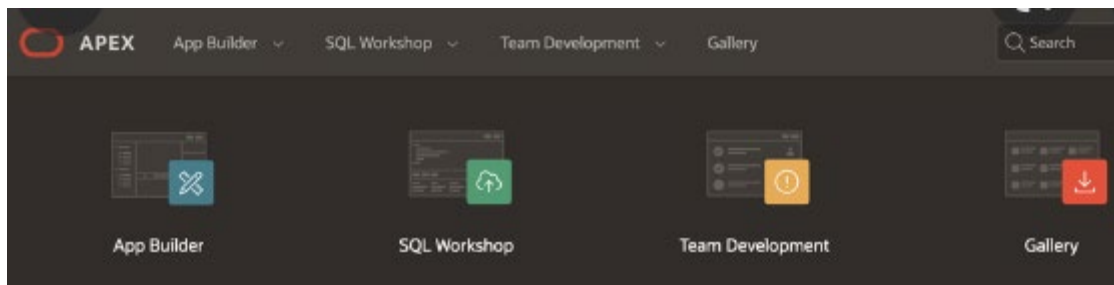 APEX App Builder SQL Workshop Team Development Gallery Search
App Builder SQL Workshop Team Development Gallery